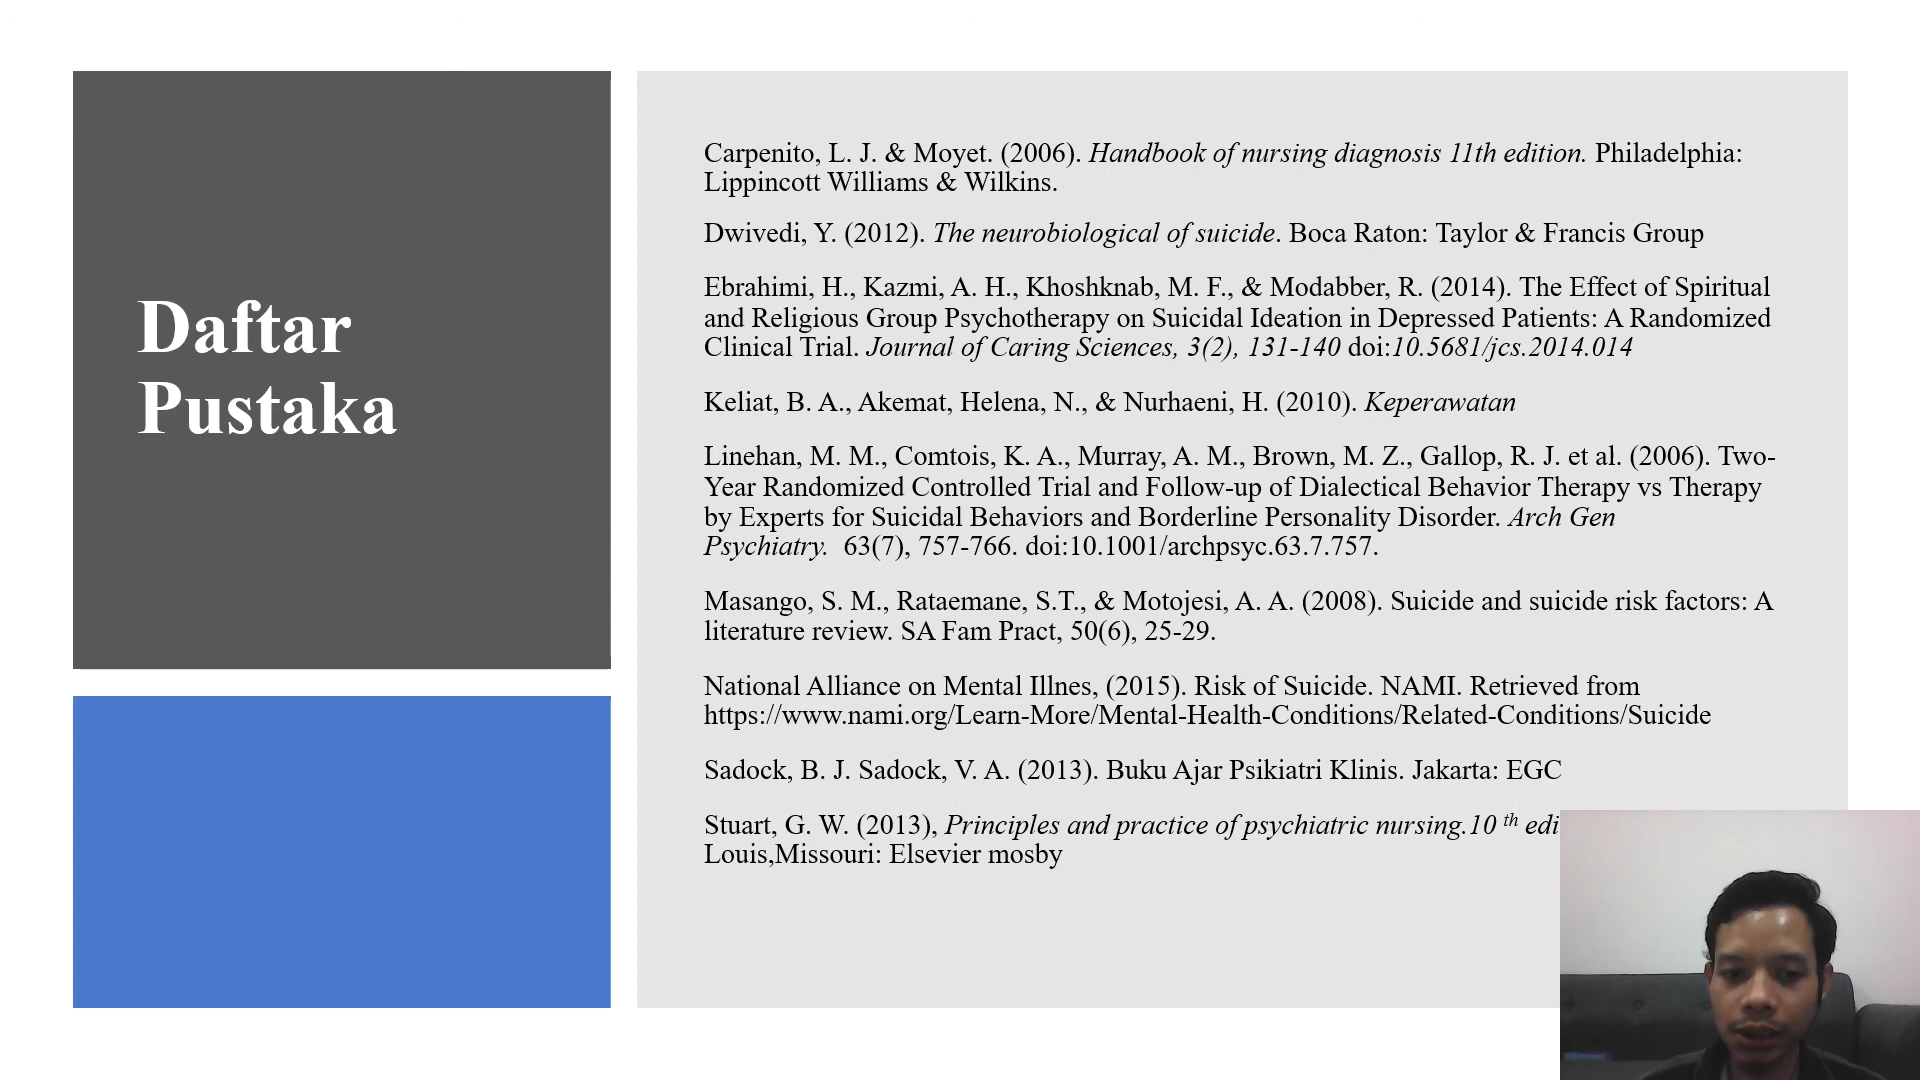 Daftar
Pustaka
Carpenito, L. J. & Moyet. (2006). Handbook of nursing diagnosis 11th edition. Philadelphia:
Lippincott Williams & Wilkins.
Dwivedi, Y. (2012). The neurobiological of suicide. Boca Raton: Taylor & Francis Group
Ebrahimi, H., Kazmi, A. H., Khoshknab, M. F., & Modabber, R. (2014). The Effect of Spiritual
and Religious Group Psychotherapy on Suicidal Ideation in Depressed Patients: A Randomized
Clinical Trial. Journal of Caring Sciences, 3(2), 131-140 doi:10.5681/jcs.2014.014
Keliat, B. A., Akemat, Helena, N., & Nurhaeni, H. (2010). Keperawatan
Linehan, M. M., Comtois, K. A., Murray, A. M., Brown, M. Z., Gallop, R. J. et al. (2006). Two-
Year Randomized Controlled Trial and Follow-up of Dialectical Behavior Therapy vs Therapy
by Experts for Suicidal Behaviors and Borderline Personality Disorder. Arch Gen
Psychiatry. 63(7), 757-766. doi:10.1001/archpsyc.63.7.757.
Masango, S. M., Rataemane, S.T., & Motojesi, A. A. (2008). Suicide and suicide risk factors: A
literature review. SA Fam Pract, 50(6), 25-29.
National Alliance on Mental Illnes, (2015). Risk of Suicide. NAMI. Retrieved from
https://www.nami.org/Learn-More/Mental-Health-Conditions/Related-Conditions/Suicide
Sadock, B. J. Sadock, V. A. (2013). Buku Ajar Psikiatri Klinis. Jakarta: EGC
Stuart, G. W. (2013), Principles and practice of psychiatric nursing.10 th edi
Louis,Missouri: Elsevier mosby